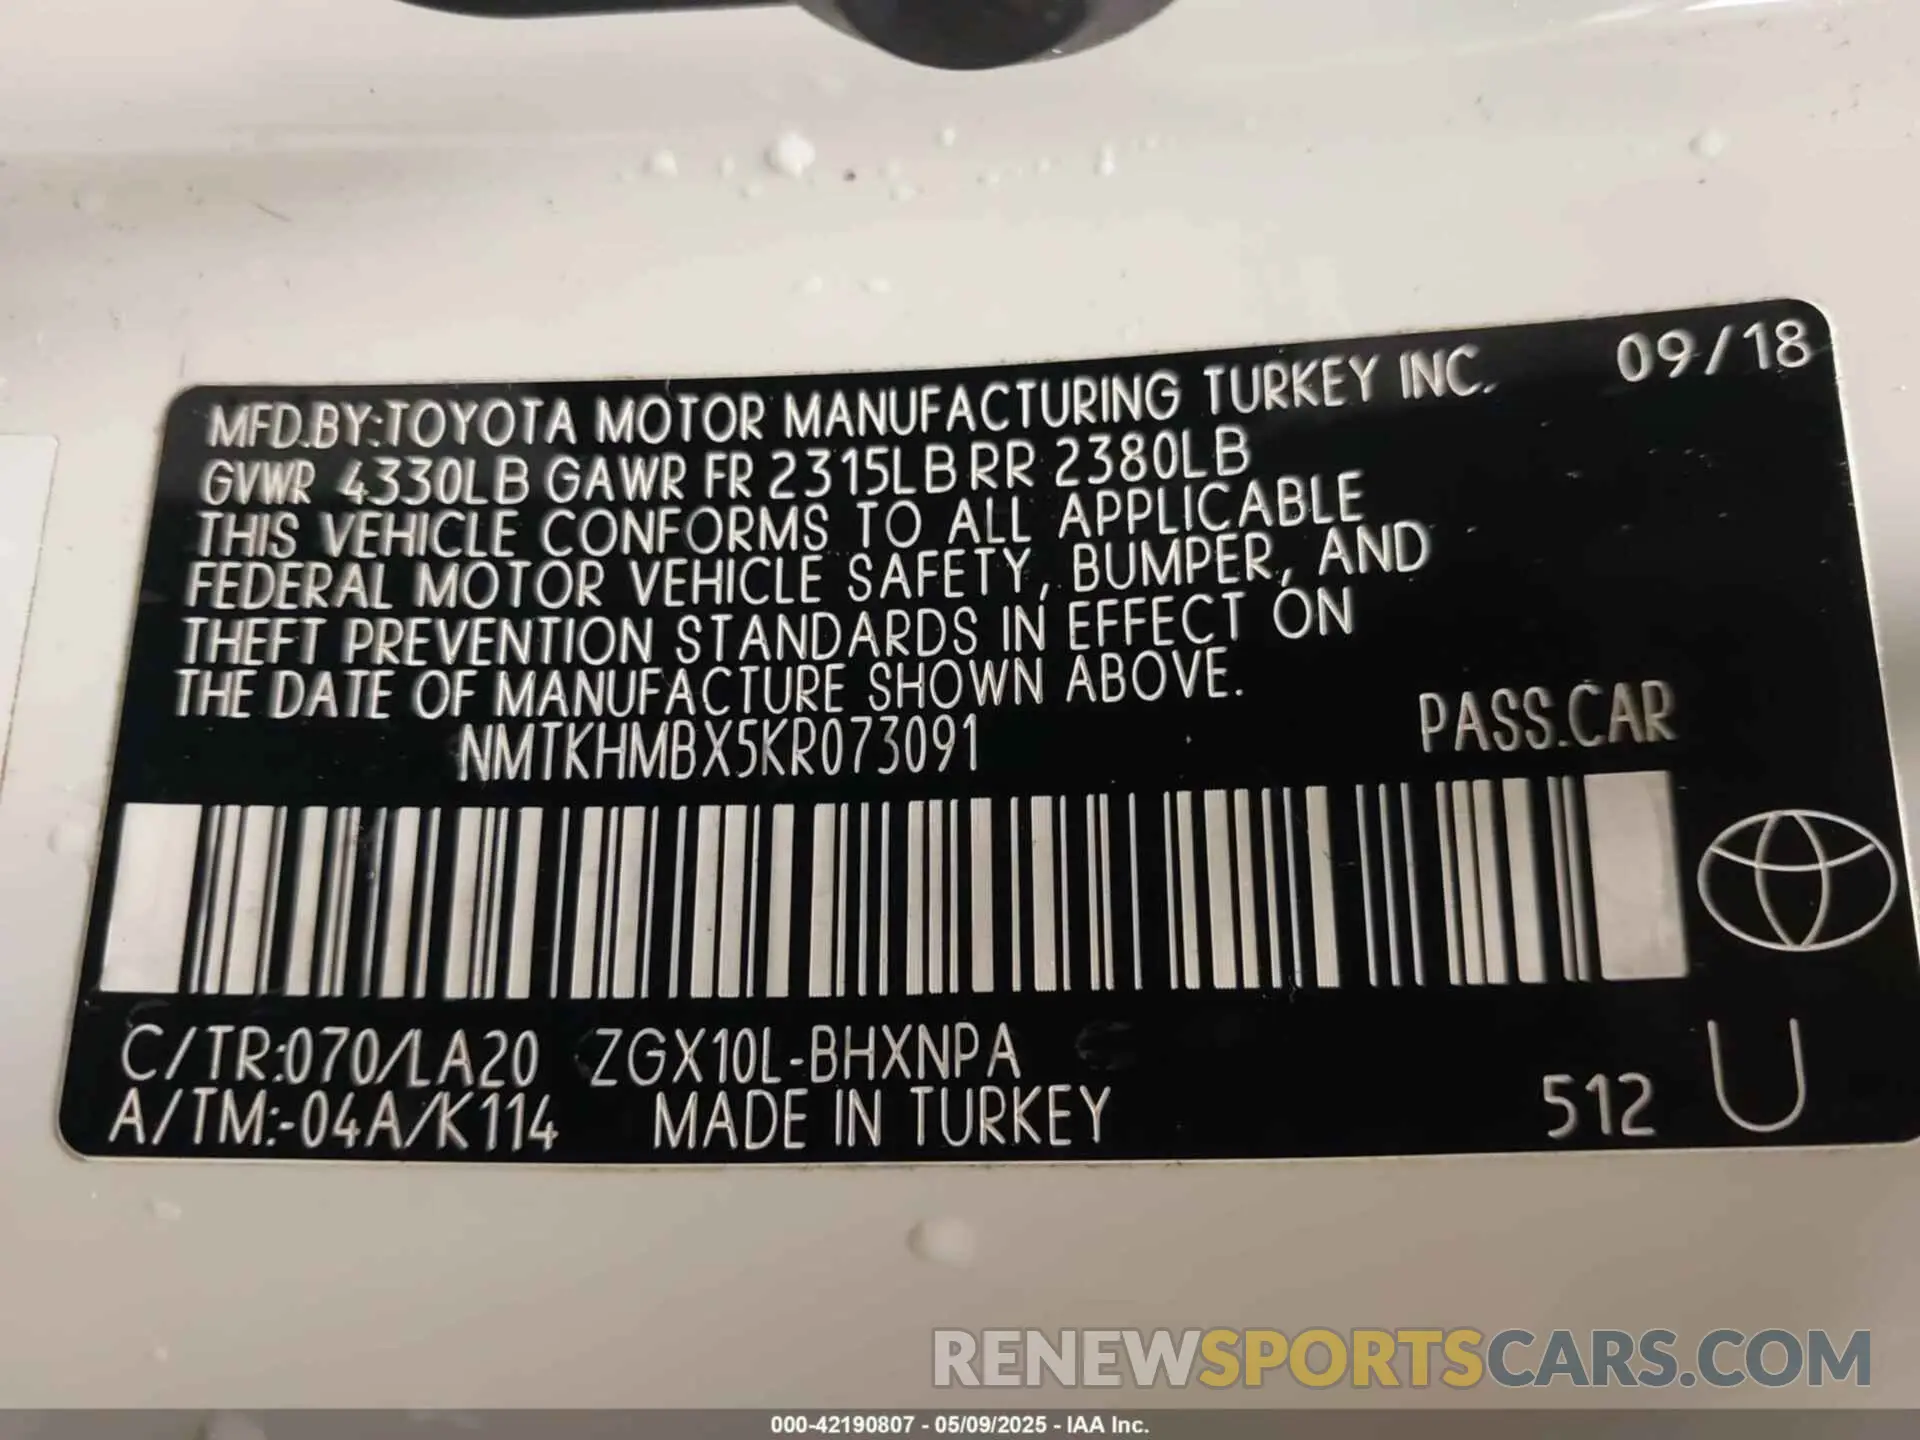 MFD.BY:TOYOTA MOTOR MANUFACTURING TURKEY INC. 09/18
GVWR 4330LB GAWR FR 2315LB RR 2380LB
THIS VEHICLE CONFORMS TO ALL APPLICABLE
FEDERAL MOTOR VEHICLE SAFETY, BUMPER, AND
THEFT PREVENTION STANDARDS IN EFFECT ON
THE DATE OF MANUFACTURE SHOWN ABOVE.
NMTKHMBX5KR073091 PASS.CAR
C/TR:070/LA20 ZGX10L-BHXNPA
A/TM:-04A/K114 MADE IN TURKEY 512 U
RENEWSPORTSCARS.COM
000-42190807 - 05/09/2025 - IAA Inc.